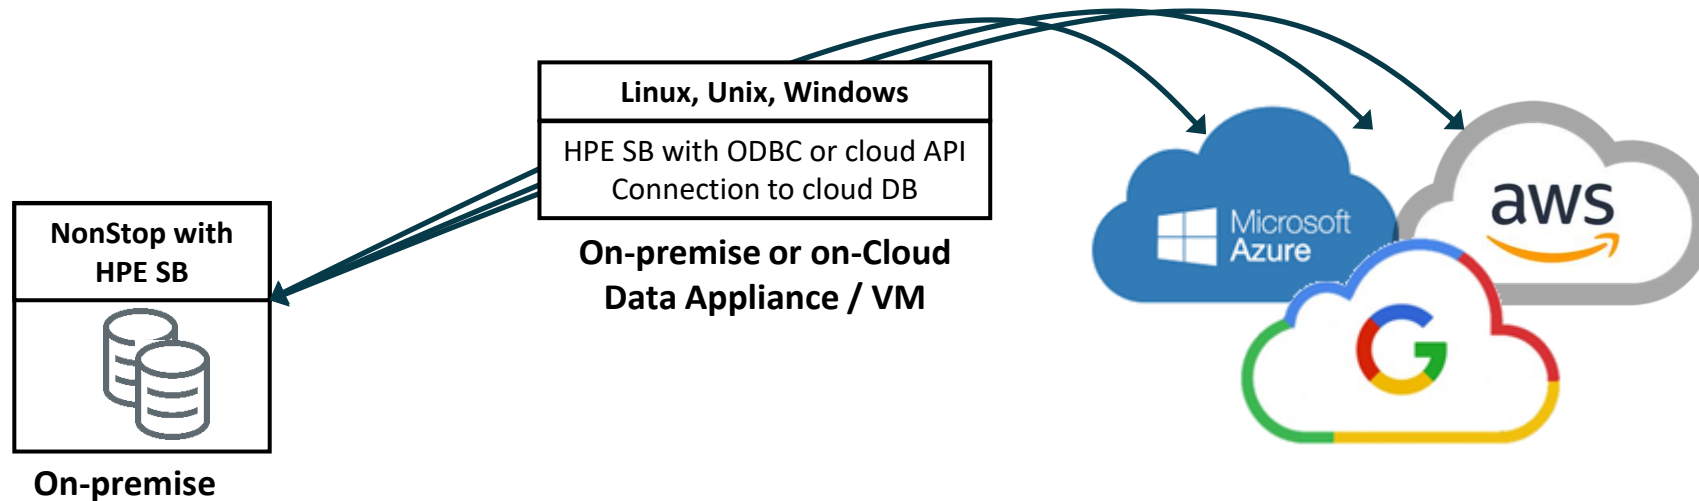 NonStop with
HPE SB
On-premise
Linux, Unix, Windows
HPE SB with ODBC or cloud API
Connection to cloud DB
On-premise or on-Cloud
Data Appliance / VM
Microsoft
Azure
aws
G